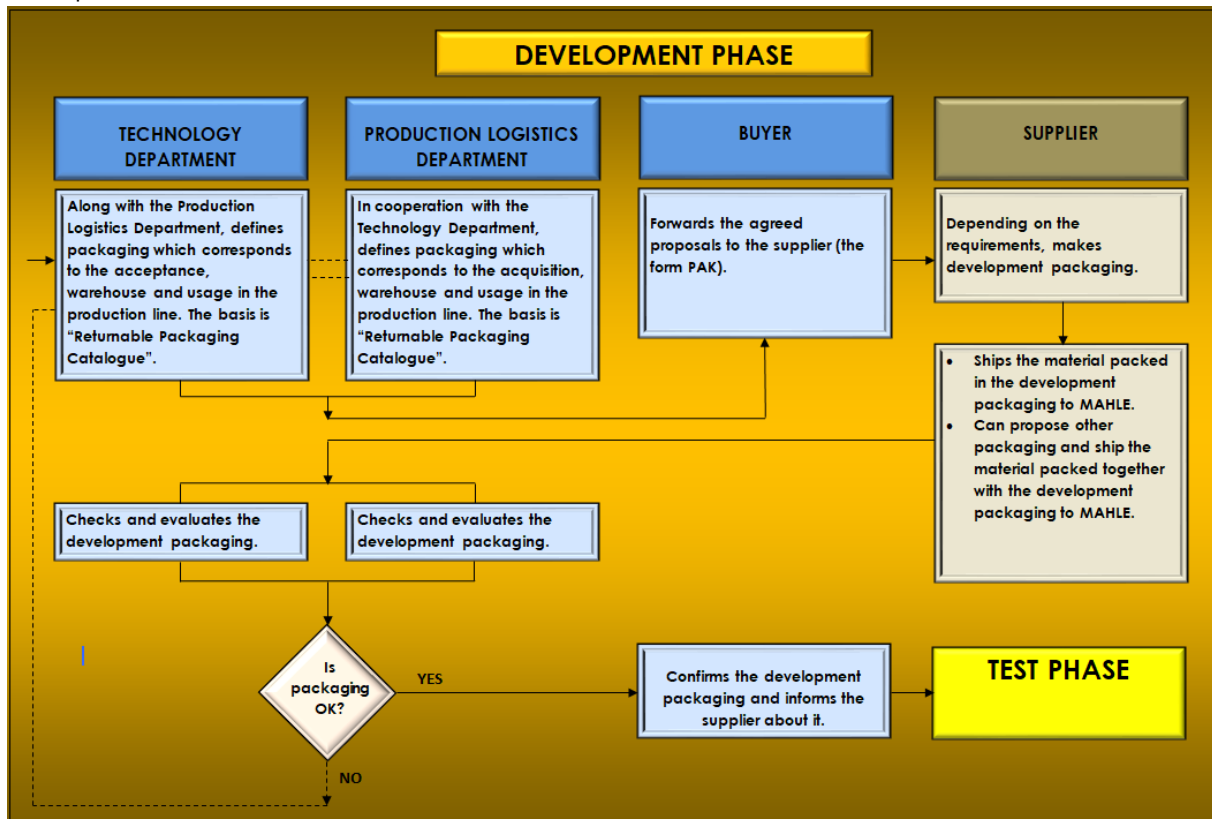 DEVELOPMENT PHASE
TECHNOLOGY
DEPARTMENT
PRODUCTION LOGISTICS
DEPARTMENT
BUYER
SUPPLIER
Along with the Production
Logistics Department, defines
packaging which corresponds
to the acceptance,
warehouse and usage in the
production line. The basis is
“Returnable Packaging
Catalogue”.
In cooperation with the
Technology Department,
defines packaging which
corresponds to the acquisition,
warehouse and usage in the
production line. The basis is
“Returnable Packaging
Catalogue”.
Forwards the agreed
proposals to the supplier (the
form PAK).
Depending on the
requirements, makes
development packaging.
• Ships the material packed
in the development
packaging to MAHLE.
• Can propose other
packaging and ship the
material packed together
with the development
packaging to MAHLE.
Checks and evaluates the
development packaging.
Checks and evaluates the
development packaging.
Is
packaging
OK?
YES
NO
Confirms the development
packaging and informs the
supplier about it.
TEST PHASE